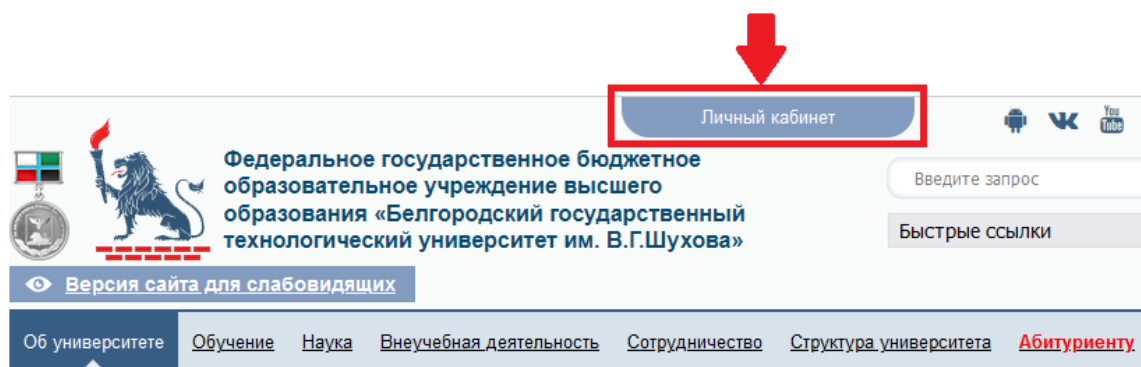 Личный кабинет
You
Tube
Федеральное государственное бюджетное
образовательное учреждение высшего
образования «Белгородский государственный
технологический университет им. В.Г.Шухова»
Введите запрос
Быстрые ссылки
Версия сайта для слабовидящих
Об университете Обучение Наука Внеучебная деятельность Сотрудничество Структура университета Абитуриенту